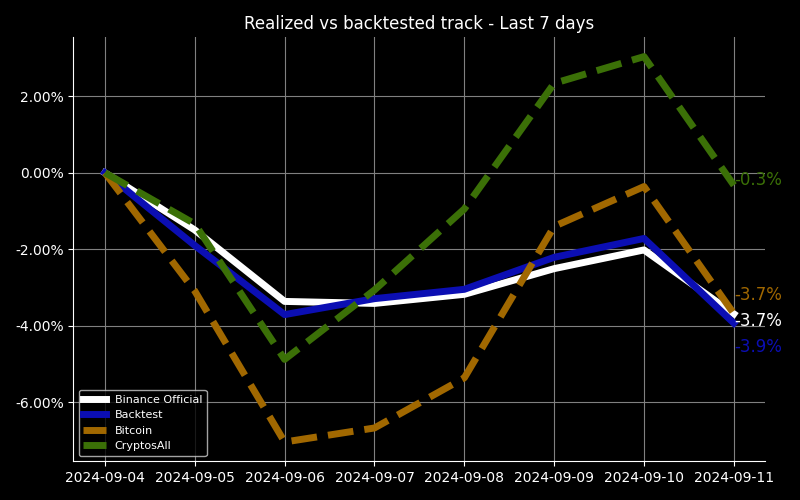 Realized vs backtested track - Last 7 days
2.00%
0.00%
-2.00%
-4.00%
-6.00%
-0.3%
-3.7%
-3.7%
-3.9%
Binance Official
Backtest
Bitcoin
CryptosAll
2024-09-04 2024-09-05 2024-09-06 2024-09-07 2024-09-08 2024-09-09 2024-09-10 2024-09-11